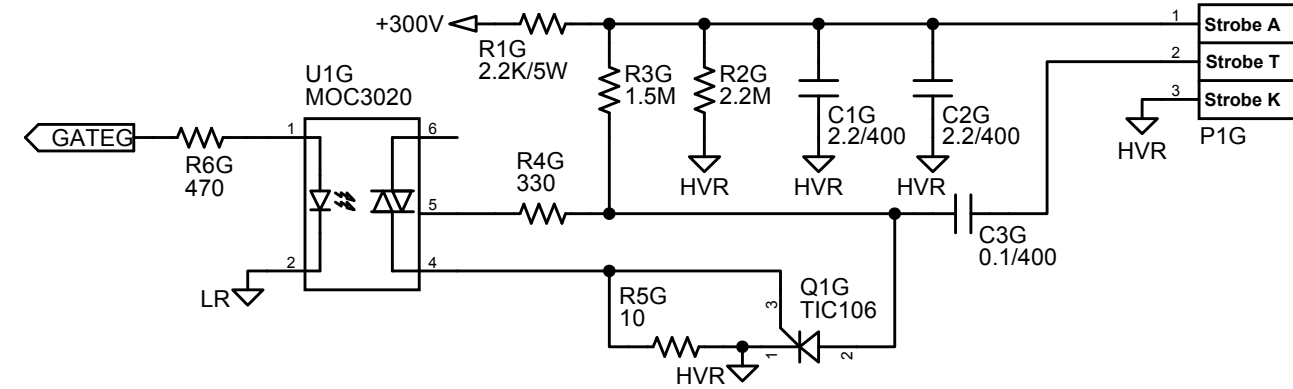 +300V
R1G
2.2K/5W
R3G
1.5M
R2G
2.2M
C1G
2.2/400
C2G
2.2/400
HVR
HVR
HVR
1
Strobe A
2
Strobe T
3
Strobe K
P1G
HVR
U1G
MOC3020
GATEG
R6G
470
1
2
6
5
4
LR
R4G
330
C3G
0.1/400
R5G
10
Q1G
TIC106
3
1
2
HVR